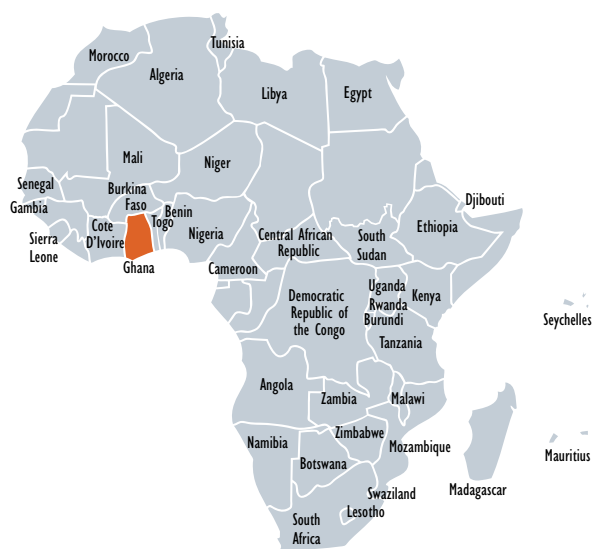 Tunisia
Morocco
Algeria
Libya
Egypt
Mali
Niger
Senegal
Burkina
Faso
Djibouti
Gambia
Benin
Togo
Cote
D'Ivoire
Nigeria
Ethiopia
Sierra
Leone
Central African
Republic
South
Sudan
Ghana
Cameroon
Uganda
Democratic
Republic of
the Congo
Kenya
Rwanda
Burundi
Seychelles
Tanzania
Angola
Zambia
Malawi
Zimbabwe
Namibia
Mozambique
Mauritius
Botswana
Swaziland
Madagascar
Lesotho
South
Africa